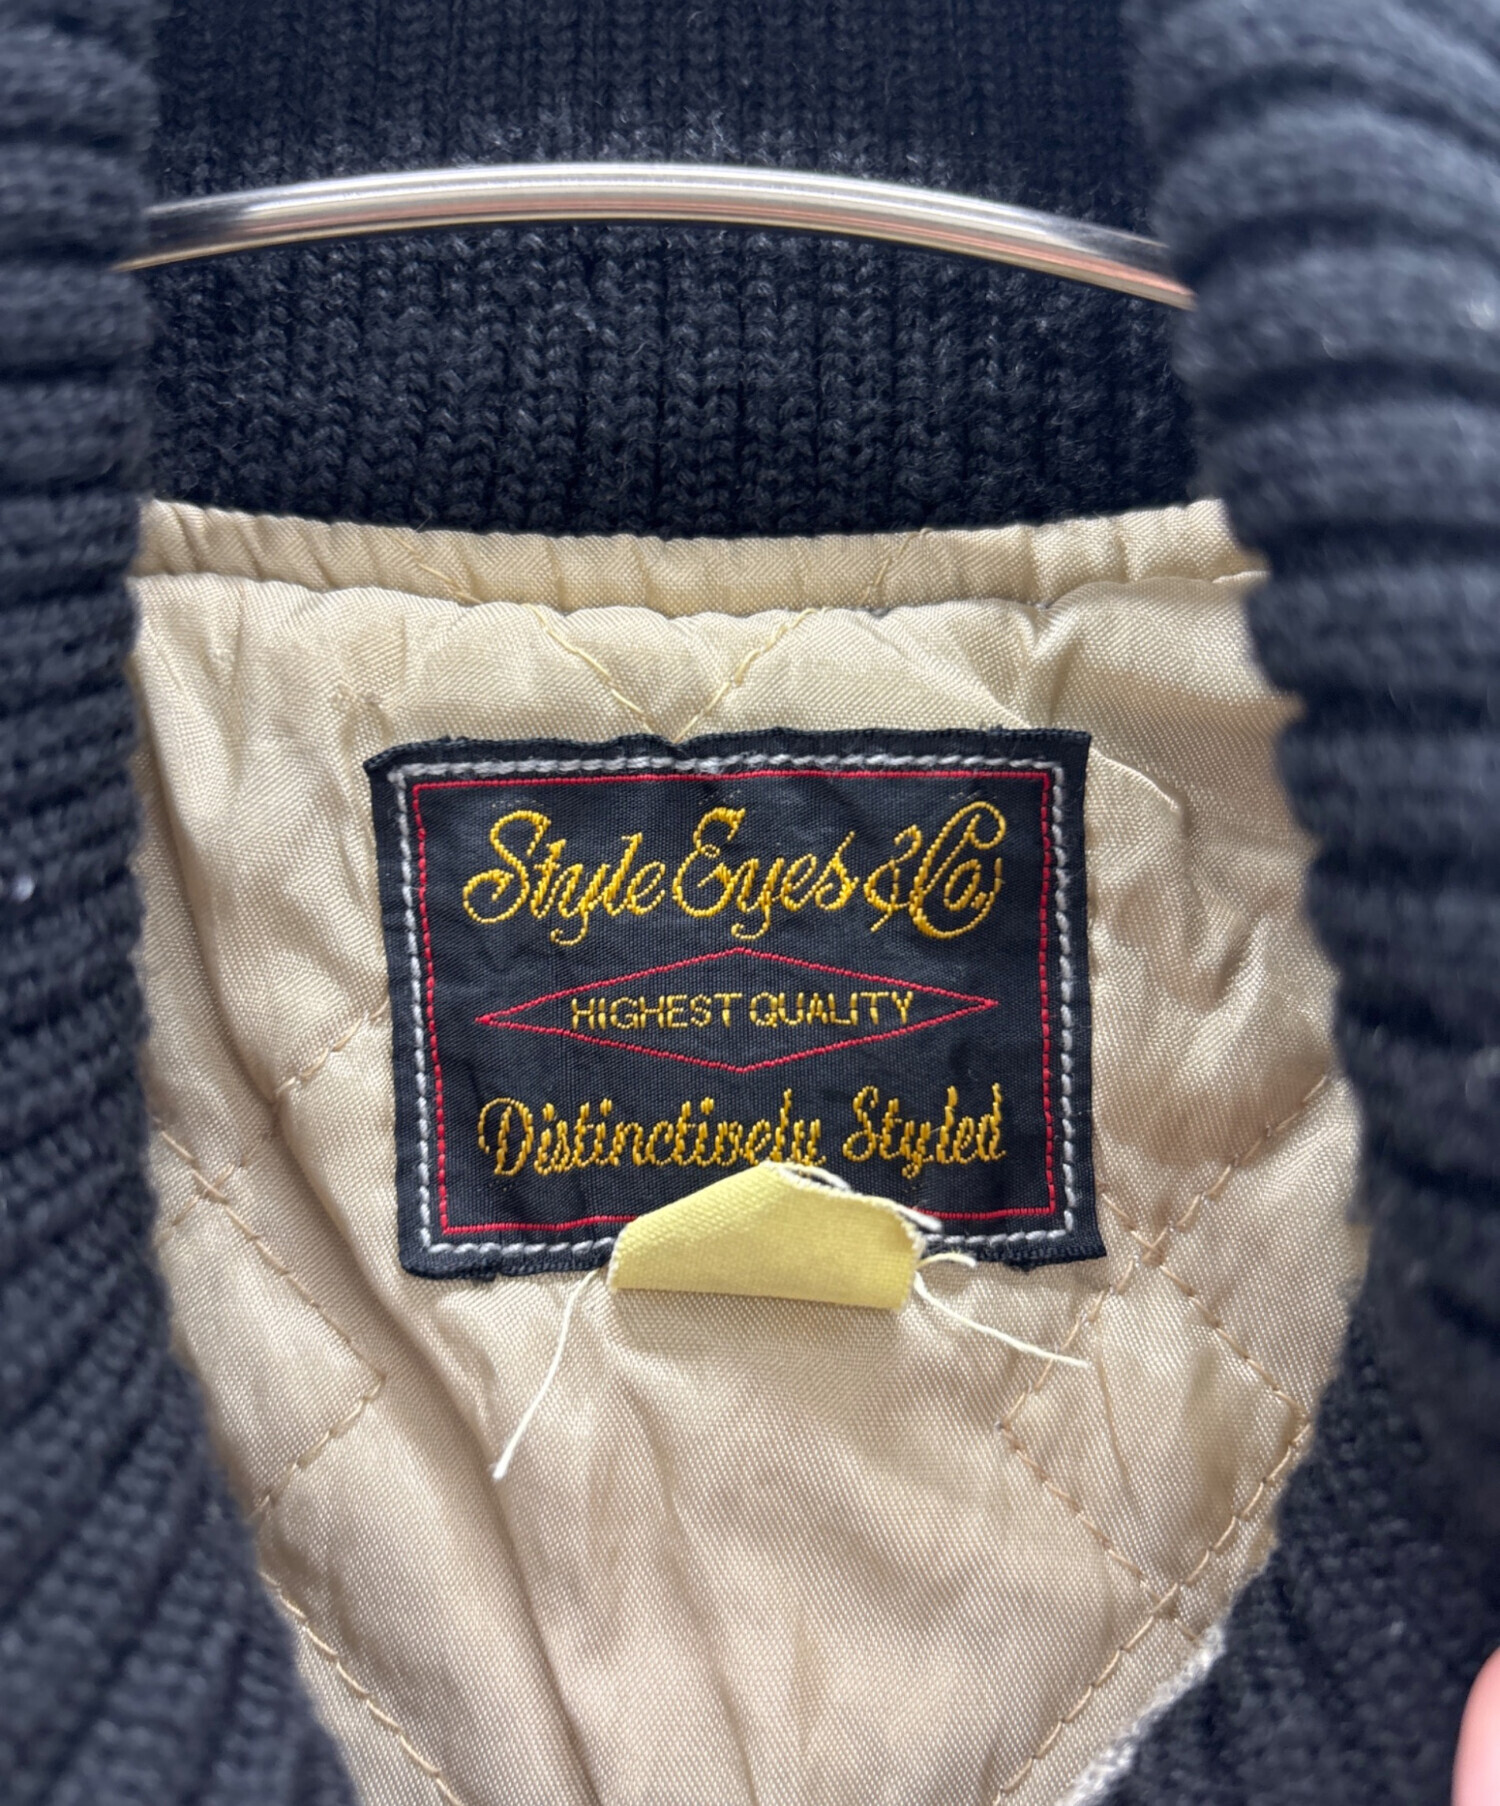 Style Eyes & Co.
HIGHEST QUALITY
Distinctively Styled